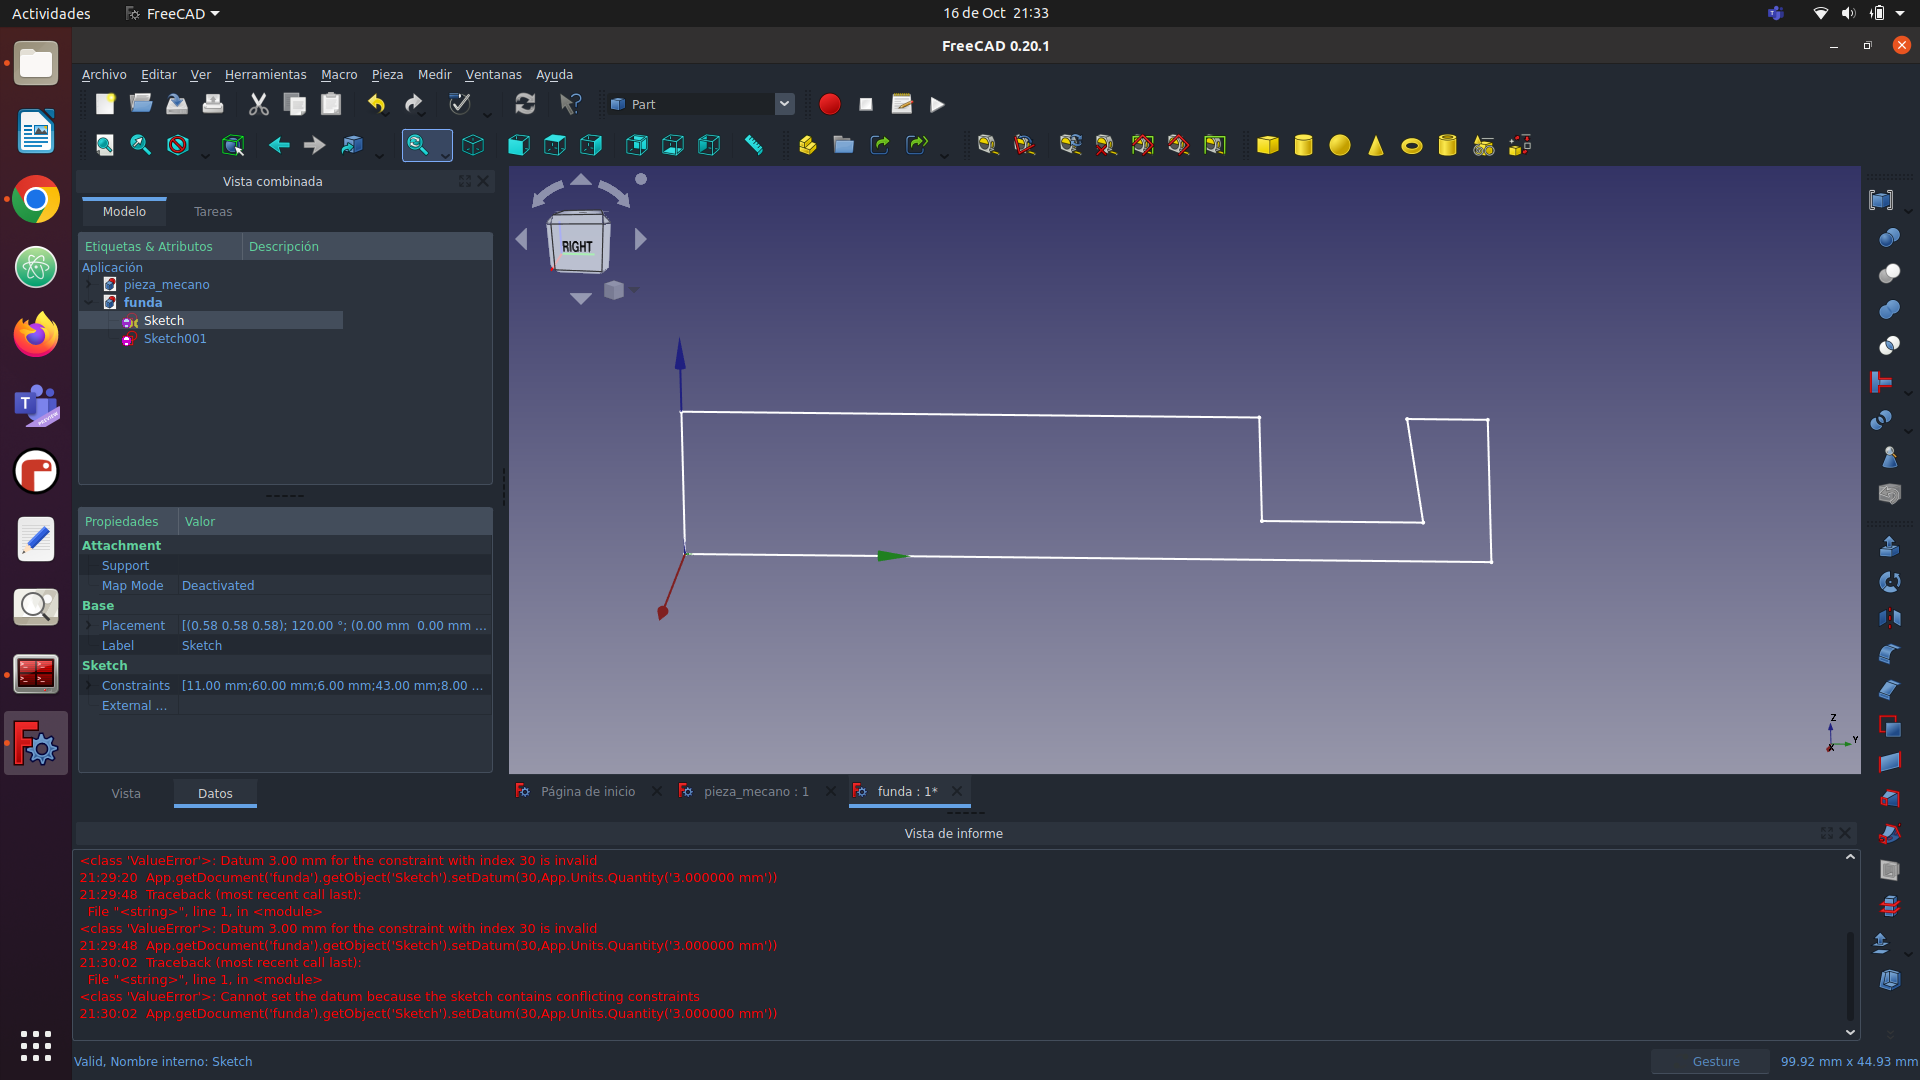 Actividades FreeCAD 16 de Oct 21:33
FreeCAD 0.20.1
Archivo Editar Ver Herramientas Macro Pieza Medir Ventanas Ayuda
Part
Vista combinada
Modelo Tareas
Etiquetas & Atributos Descripción
Aplicación
pieza_mecano
funda
Sketch
Sketch001
RIGHT
Propiedades Valor
Attachment
Support
Map Mode Deactivated
Base
Placement [(0.58 0.58 0.58); 120.00 °; (0.00 mm 0.00 mm ...
Label Sketch
Sketch
Constraints [11.00 mm;60.00 mm;6.00 mm;43.00 mm;8.00 ...
External ...
Z
Y
X
Vista Datos
Página de inicio pieza_mecano : 1 funda : 1*
Vista de informe
<class 'ValueError'>: Datum 3.00 mm for the constraint with index 30 is invalid
21:29:20 App.getDocument('funda').getObject('Sketch').setDatum(30,App.Units.Quantity('3.000000 mm'))
21:29:48 Traceback (most recent call last):
File "<string>", line 1, in <module>
<class 'ValueError'>: Datum 3.00 mm for the constraint with index 30 is invalid
21:29:48 App.getDocument('funda').getObject('Sketch').setDatum(30,App.Units.Quantity('3.000000 mm'))
21:30:02 Traceback (most recent call last):
File "<string>", line 1, in <module>
<class 'ValueError'>: Cannot set the datum because the sketch contains conflicting constraints
21:30:02 App.getDocument('funda').getObject('Sketch').setDatum(30,App.Units.Quantity('3.000000 mm'))
Valid, Nombre interno: Sketch Gesture 99.92 mm x 44.93 mm